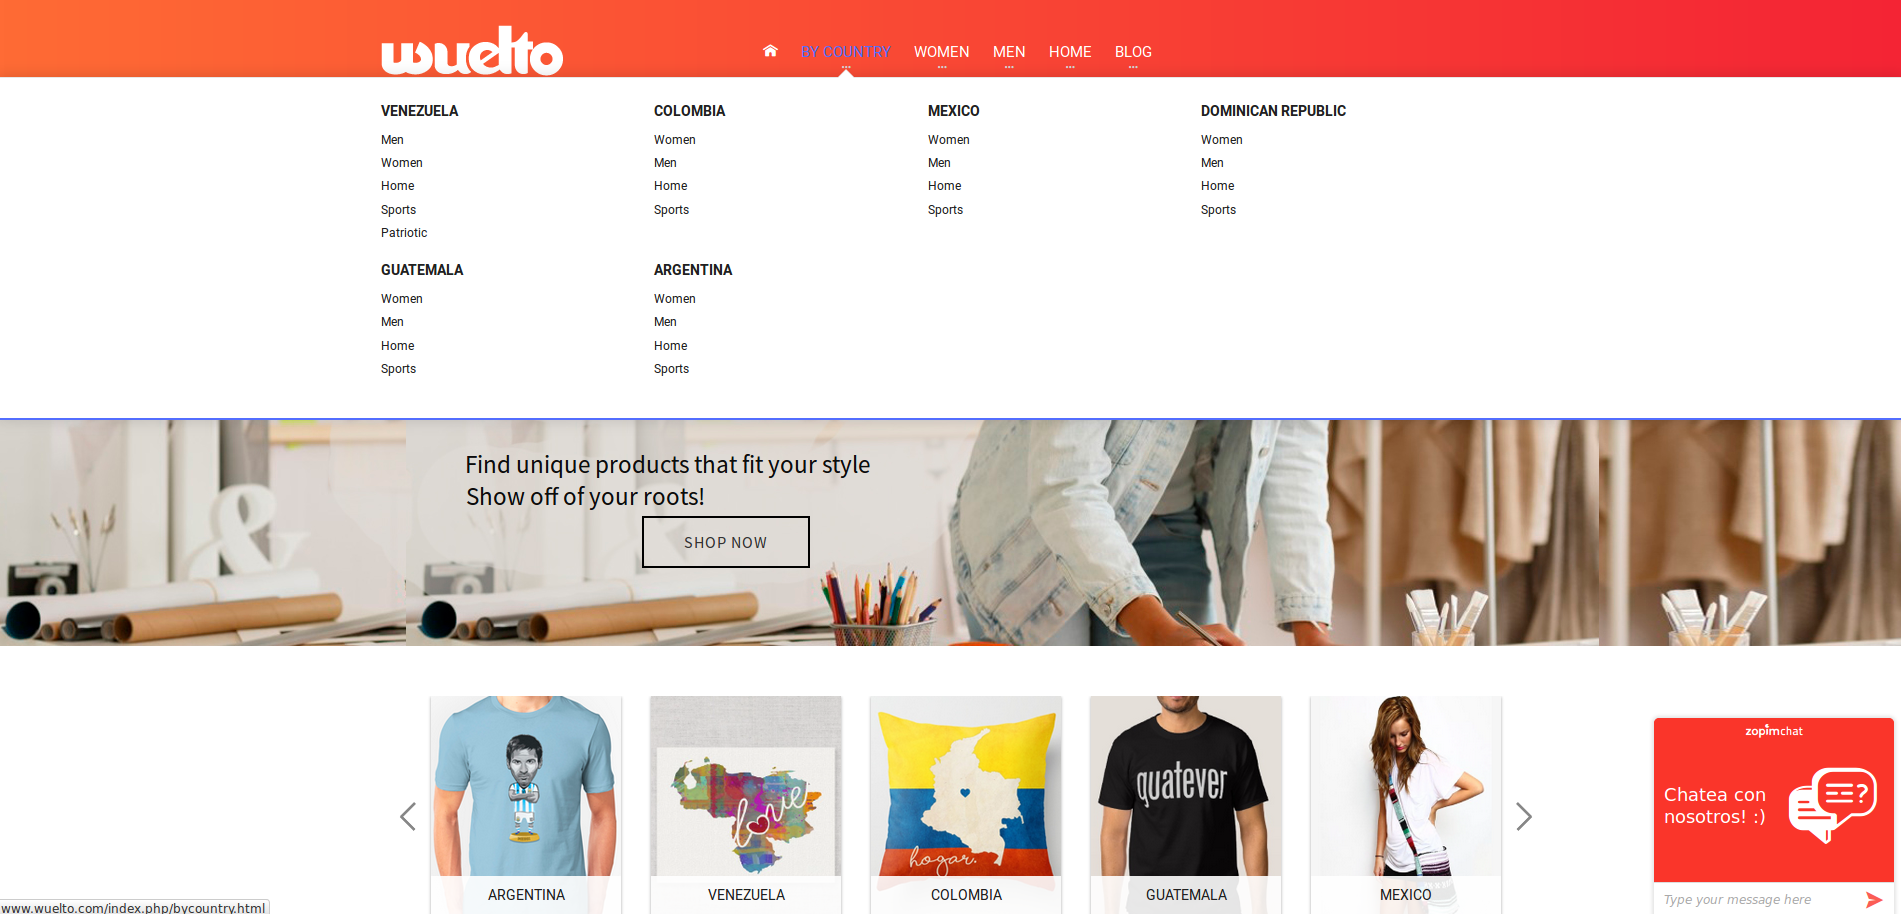 wuelto
BY COUNTRY WOMEN MEN HOME BLOG
VENEZUELA
Men
Women
Home
Sports
Patriotic
COLOMBIA
Women
Men
Home
Sports
MEXICO
Women
Men
Home
Sports
DOMINICAN REPUBLIC
Women
Men
Home
Sports
GUATEMALA
Women
Men
Home
Sports
ARGENTINA
Women
Men
Home
Sports
Find unique products that fit your style
Show off of your roots!
SHOP NOW
&
&
love
hogar.
guatever
ARGENTINA
VENEZUELA
COLOMBIA
GUATEMALA
MEXICO
zopim chat
Chatea con
nosotros! :)
?
Type your message here
www.wuelto.com/index.php/bycountry.html